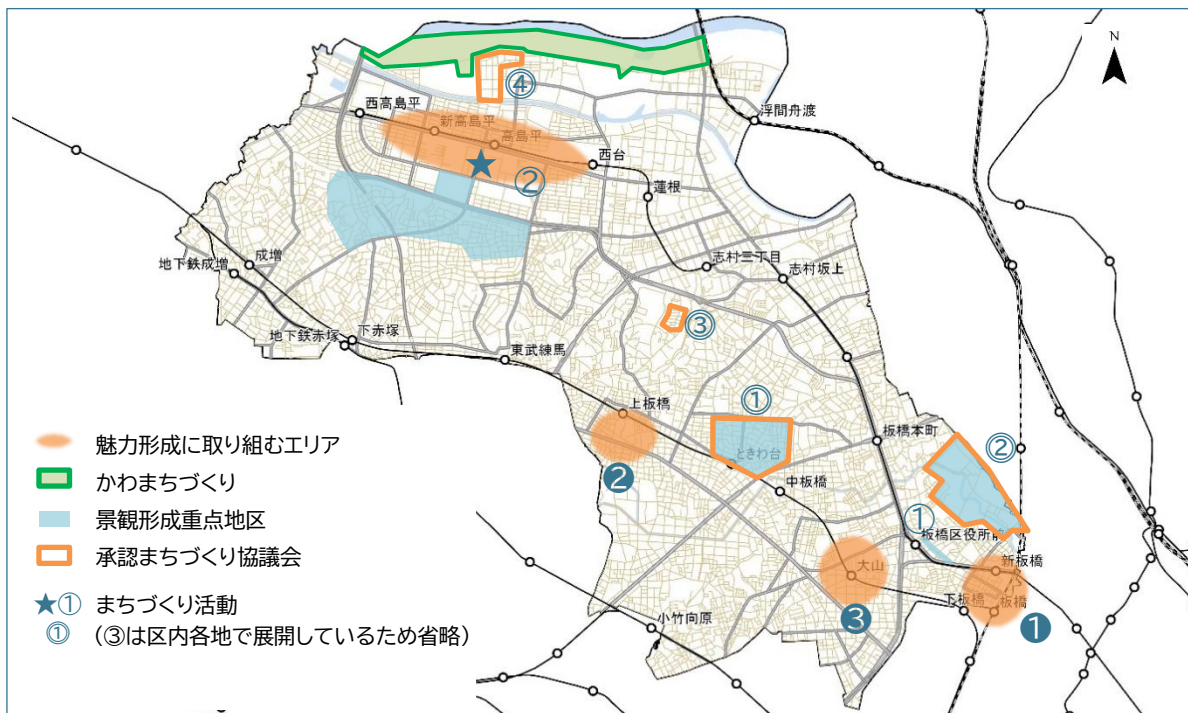 N
④
西高島平
新高島平
高島平
西台
浮間舟渡
★
②
蓮根
成増
地下鉄成増
志村三丁目
志村坂上
③
地下鉄赤塚
下赤塚
東武練馬
上板橋
①
板橋本町
ときわ台
②
❷
中板橋
①
板橋区役所前
新板橋
大山
下板橋
板橋
❸
❶
小竹向原
魅力形成に取り組むエリア
かわまちづくり
景観形成重点地区
承認まちづくり協議会
★① まちづくり活動
① (③は区内各地で展開しているため省略)